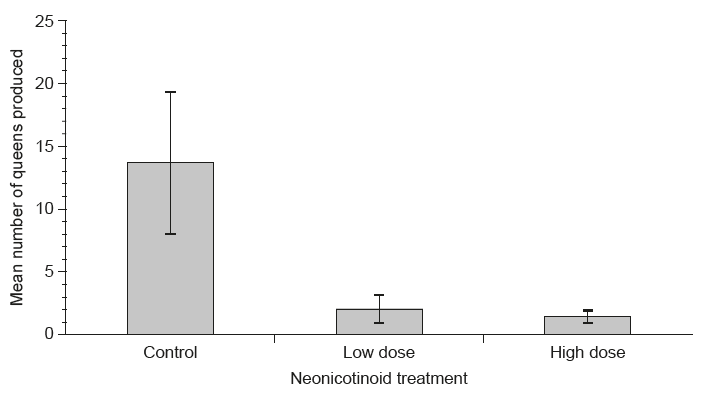 Mean number of queens produced
25
20
15
10
5
0
Control
Low dose
High dose
Neonicotinoid treatment